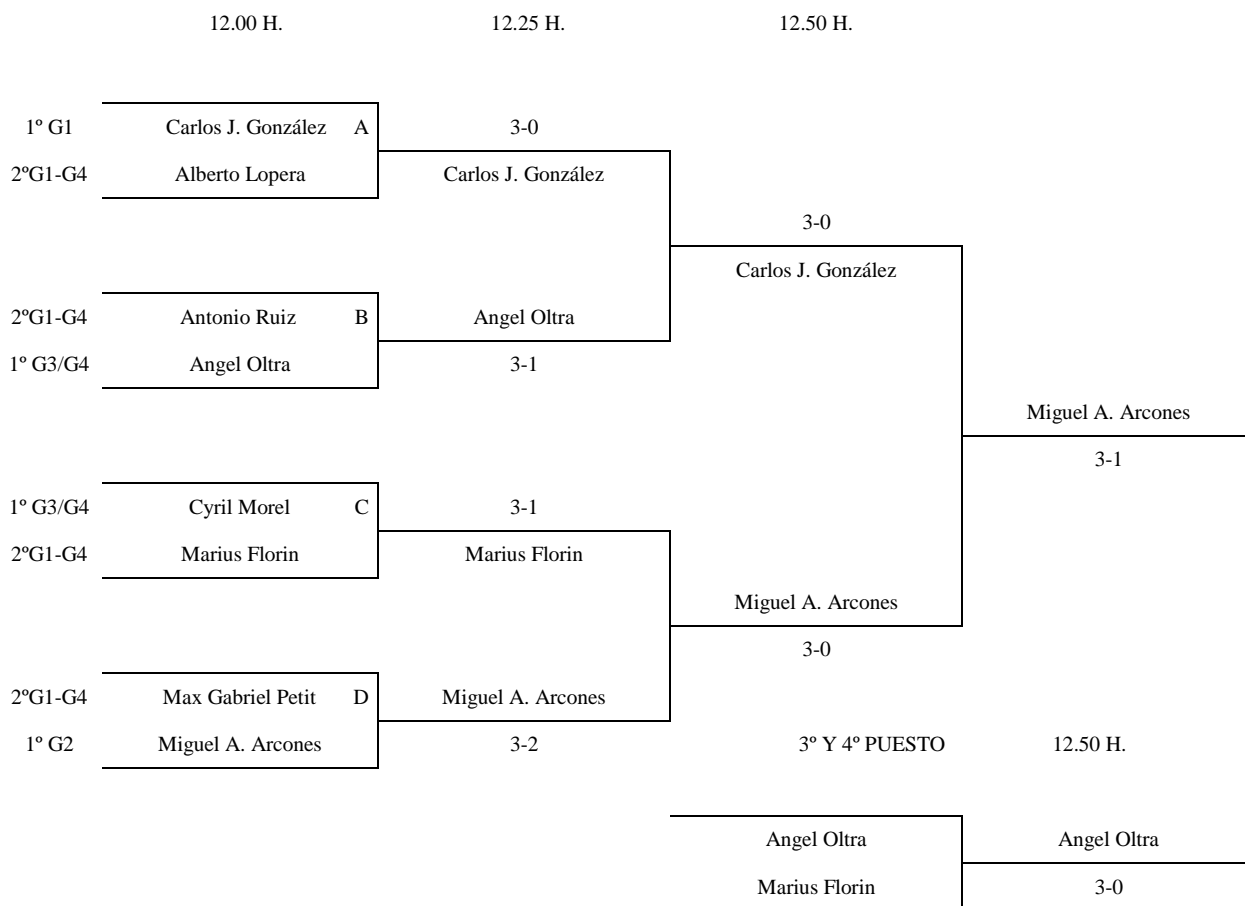 12.00 H. 12.25 H. 12.50 H.
1º G1 Carlos J. González A 3-0
2ºG1-G4 Alberto Lopera Carlos J. González
3-0
Carlos J. González
2ºG1-G4 Antonio Ruiz B Angel Oltra
1º G3/G4 Angel Oltra 3-1
Miguel A. Arcones
3-1
1º G3/G4 Cyril Morel C 3-1
2ºG1-G4 Marius Florin Marius Florin
Miguel A. Arcones
3-0
2ºG1-G4 Max Gabriel Petit D Miguel A. Arcones
1º G2 Miguel A. Arcones 3-2 3º Y 4º PUESTO 12.50 H.
Angel Oltra Angel Oltra
Marius Florin 3-0